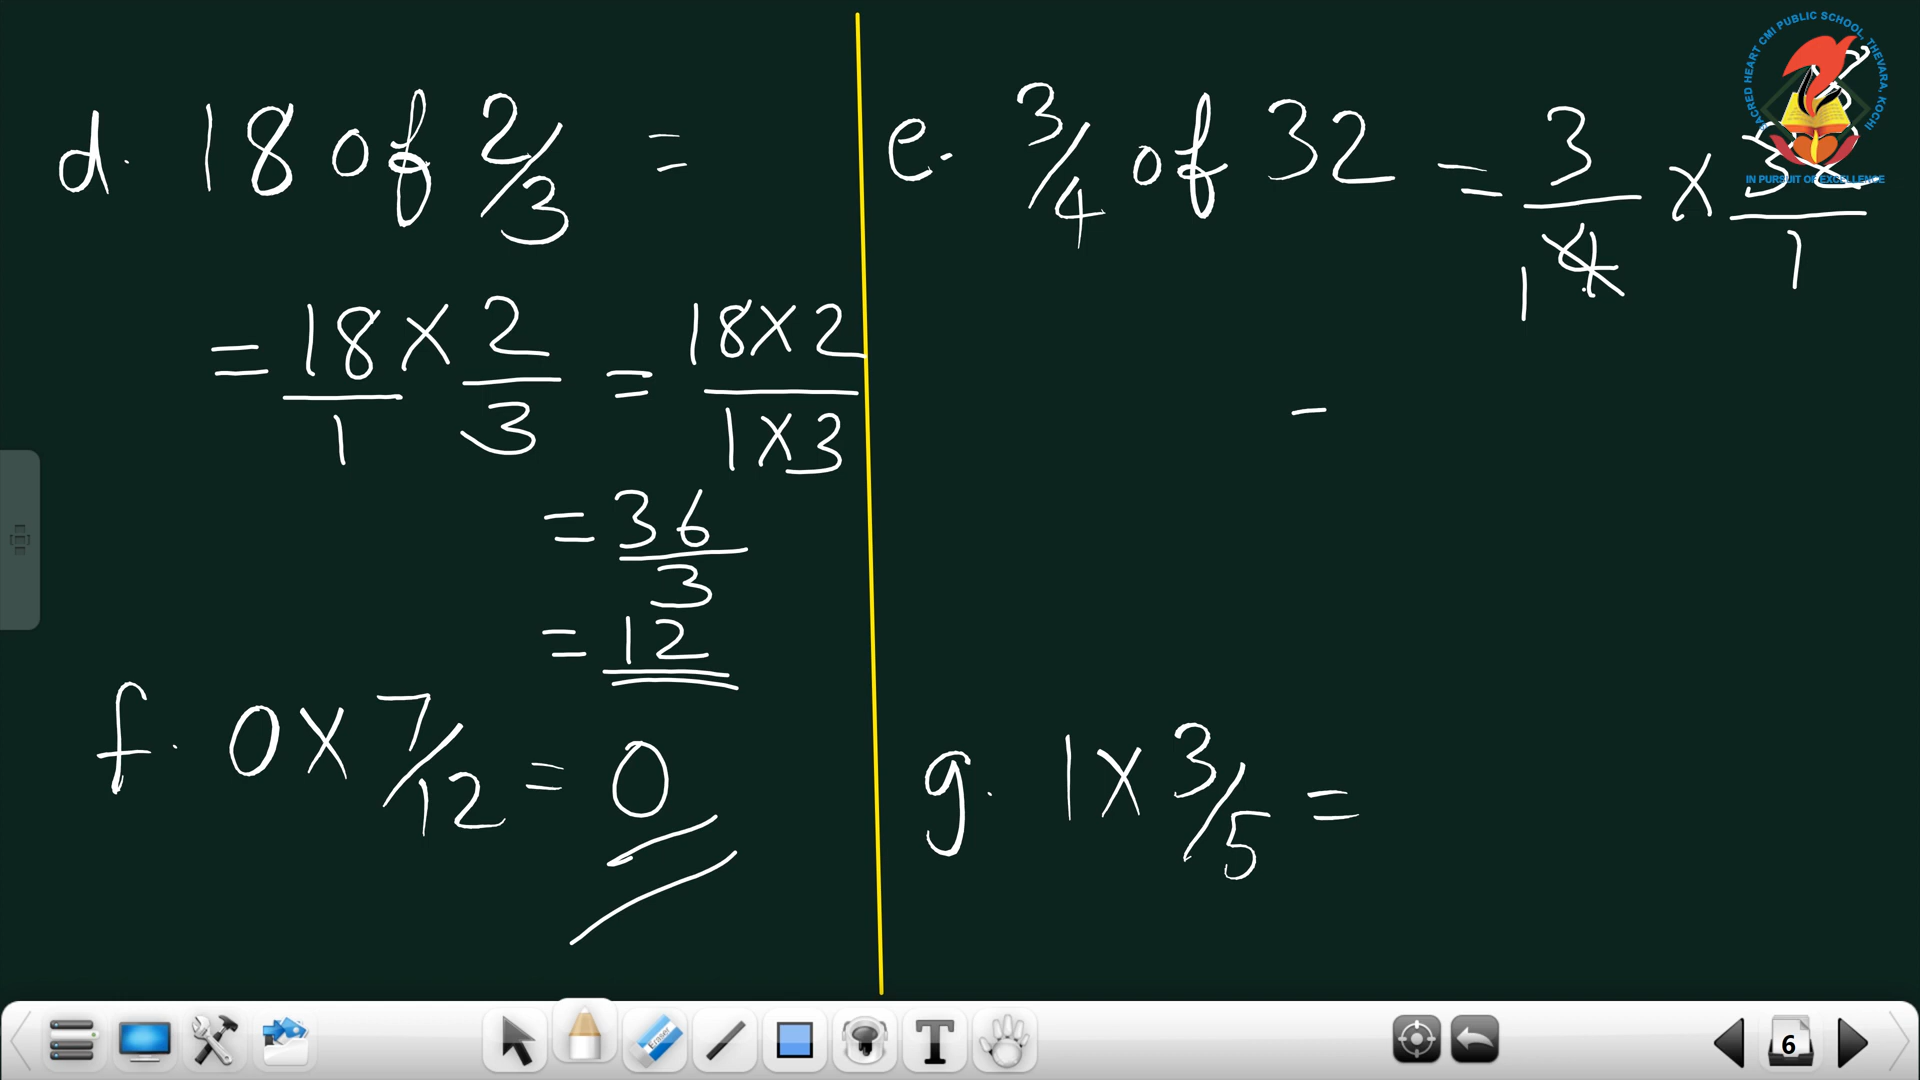 d. 18 of 2/3 =
= 18/1 × 2/3 = 18×2/1×3
= 36/3
= 12
e. 3/4 of 32 = 3/4 × 32/1
1
8
=
f. 0 × 7/12 = 0
g. 1 × 3/5 =
SACRED HEART CMI PUBLIC SCHOOL, THEVARA, KOCHI
IN PURSUIT OF EXCELLENCE
Eraser
T
6